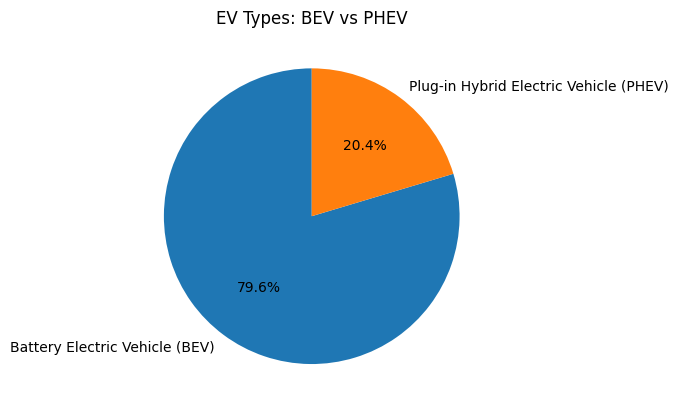 EV Types: BEV vs PHEV
Plug-in Hybrid Electric Vehicle (PHEV)
20.4%
79.6%
Battery Electric Vehicle (BEV)